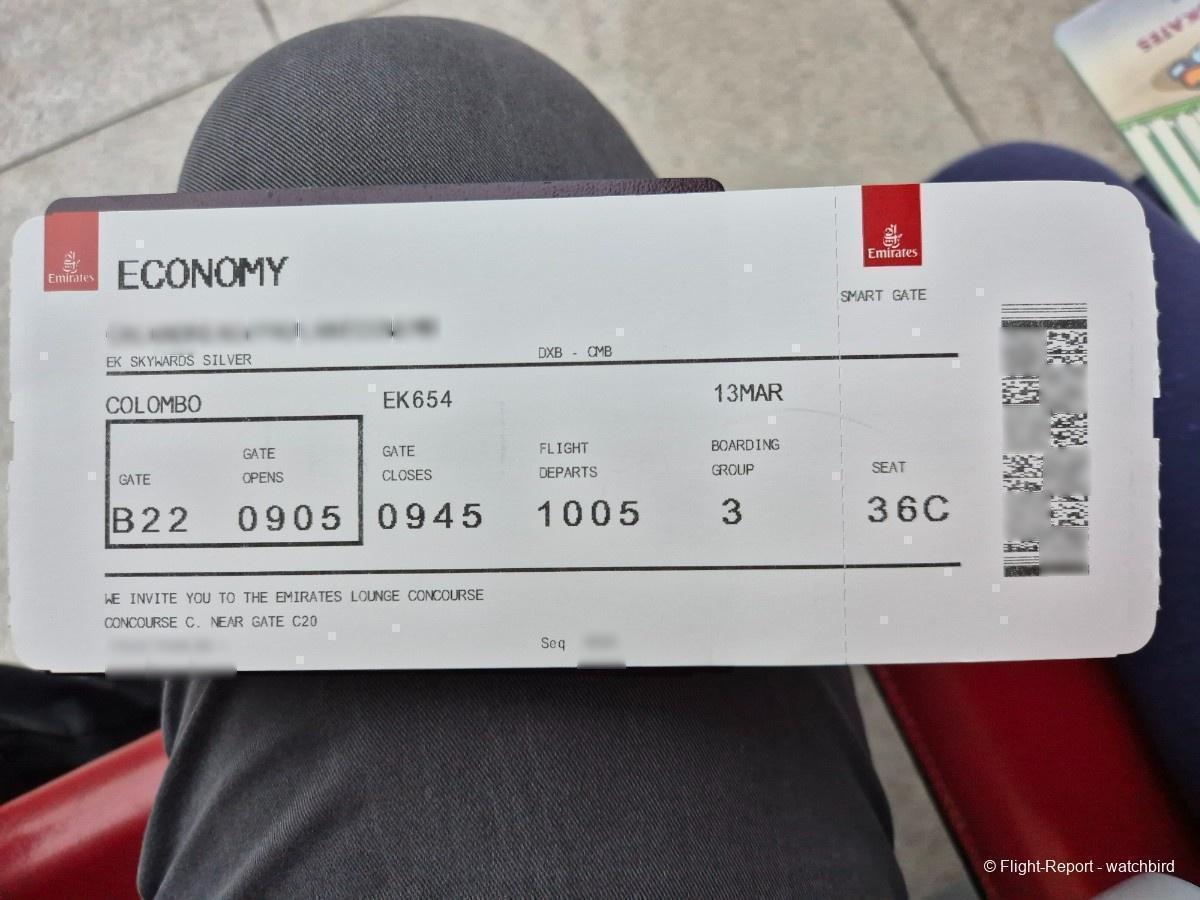 Emirates
ECONOMY
Emirates
SMART GATE
EK SKYWARDS SILVER
DXB - CMB
COLOMBO
EK654
13MAR
GATE
GATE OPENS
GATE CLOSES
FLIGHT DEPARTS
BOARDING GROUP
SEAT
B22
0905
0945
1005
3
36C
WE INVITE YOU TO THE EMIRATES LOUNGE CONCOURSE
CONCOURSE C. NEAR GATE C20
Seq
© Flight-Report - watchbird